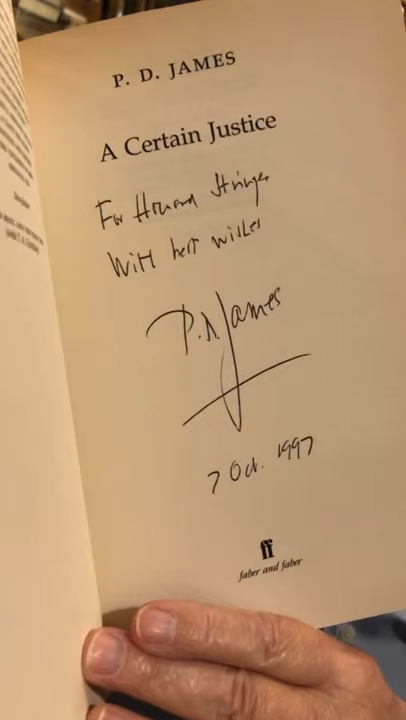 P. D. JAMES
A Certain Justice
For Howard Stringer
With best wishes
P.D. James
7 Oct. 1997
ff
faber and faber